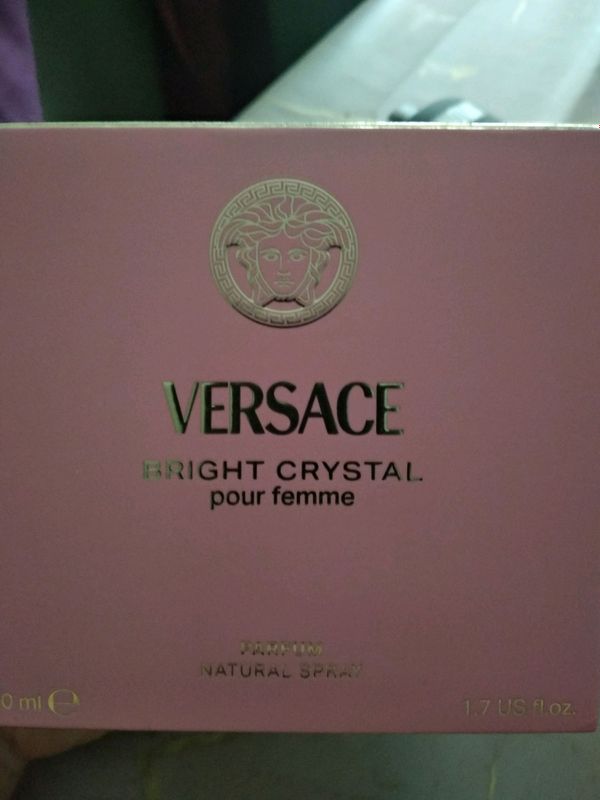 VERSACE
BRIGHT CRYSTAL
pour femme
PARFUM
NATURAL SPRAY
0 ml ℮
1.7 US fl.oz.